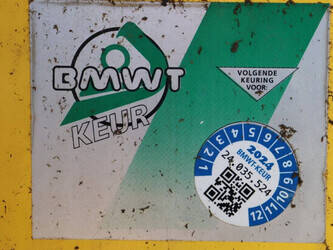 BMWT
KEUR
VOLGENDE
KEURING
VOOR:
1 2 3 4 5 6 7 8 9 10 11 12
2024
BMWT-KEUR
24.035.524